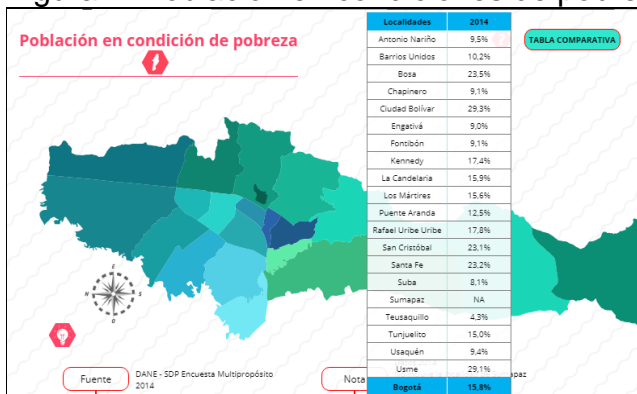 Población en condición de pobreza
TABLA COMPARATIVA
Localidades 2014
Antonio Nariño 9,5%
Barrios Unidos 10,2%
Bosa 23,5%
Chapinero 9,1%
Ciudad Bolívar 29,3%
Engativá 9,0%
Fontibón 9,1%
Kennedy 17,4%
La Candelaria 15,9%
Los Mártires 15,6%
Puente Aranda 12,5%
Rafael Uribe Uribe 17,8%
San Cristóbal 23,1%
Santa Fe 23,2%
Suba 8,1%
Sumapaz NA
Teusaquillo 4,3%
Tunjuelito 15,0%
Usaquén 9,4%
Usme 29,1%
Bogotá 15,8%
E
N S
O
Fuente
DANE - SDP Encuesta Multipropósito
2014
Nota